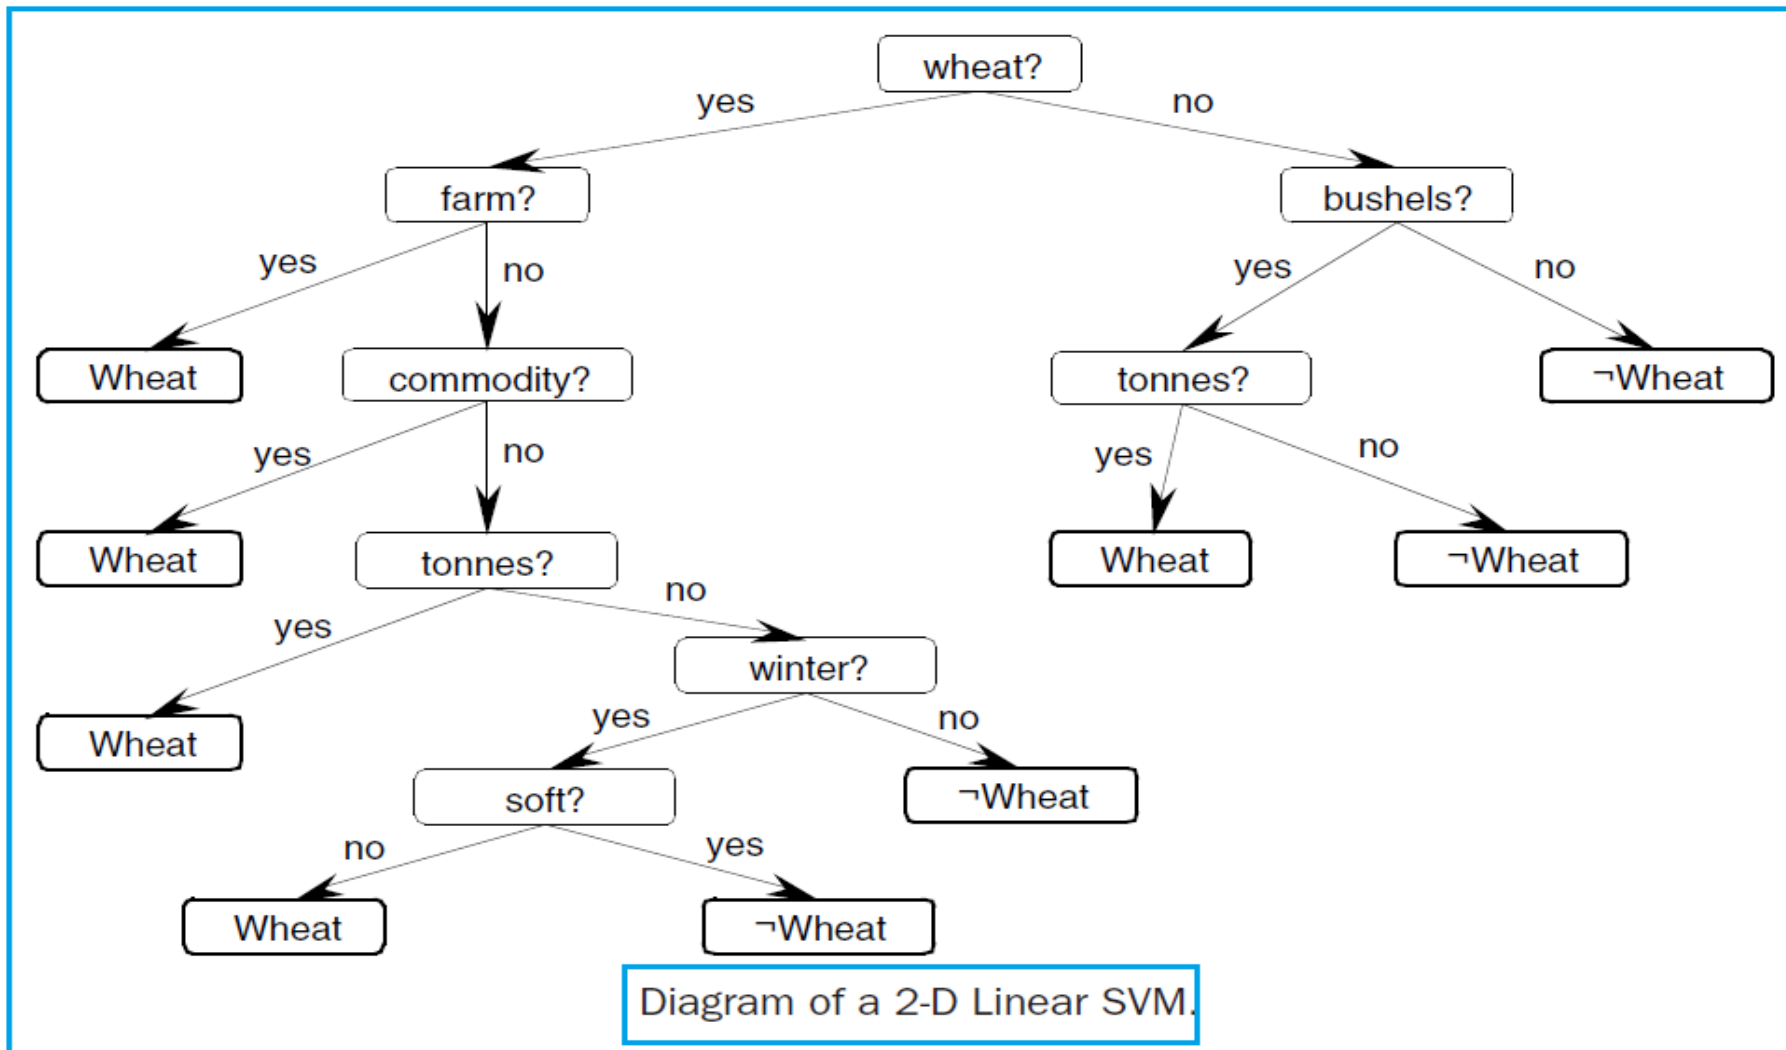 wheat?
yes
no
farm?
bushels?
yes
no
yes
no
Wheat
commodity?
tonnes?
¬Wheat
yes
no
yes
no
Wheat
tonnes?
Wheat
¬Wheat
yes
no
winter?
Wheat
yes
no
soft?
¬Wheat
no
yes
Wheat
¬Wheat
Diagram of a 2-D Linear SVM.